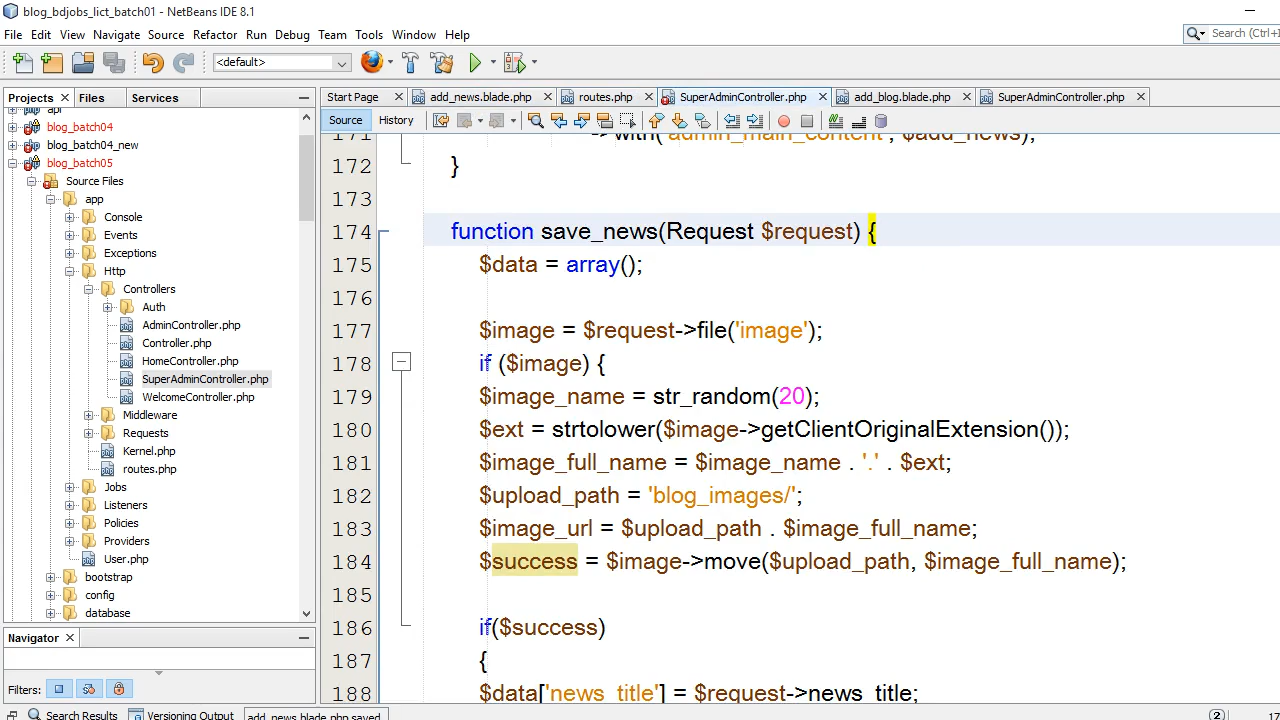 blog_bdjobs_lict_batch01 - NetBeans IDE 8.1
File Edit View Navigate Source Refactor Run Debug Team Tools Window Help
Search (Ctrl+I
<default>
Projects Files Services
Start Page add_news.blade.php routes.php SuperAdminController.php add_blog.blade.php SuperAdminController.php
Source History
api
blog_batch04
blog_batch04_new
blog_batch05
Source Files
app
Console
Events
Exceptions
Http
Controllers
Auth
AdminController.php
Controller.php
HomeController.php
SuperAdminController.php
WelcomeController.php
Middleware
Requests
Kernel.php
routes.php
Jobs
Listeners
Policies
Providers
User.php
bootstrap
config
database
Navigator
Filters:
171 ->with('admin_main_content', $add_news);
172 }
173
174 function save_news(Request $request) {
175 $data = array();
176
177 $image = $request->file('image');
178 if ($image) {
179 $image_name = str_random(20);
180 $ext = strtolower($image->getClientOriginalExtension());
181 $image_full_name = $image_name . '.' . $ext;
182 $upload_path = 'blog_images/';
183 $image_url = $upload_path . $image_full_name;
184 $success = $image->move($upload_path, $image_full_name);
185
186 if($success)
187 {
188 $data['news_title'] = $request->news_title;
Search Results Versioning Output add_news.blade.php saved. 2 17